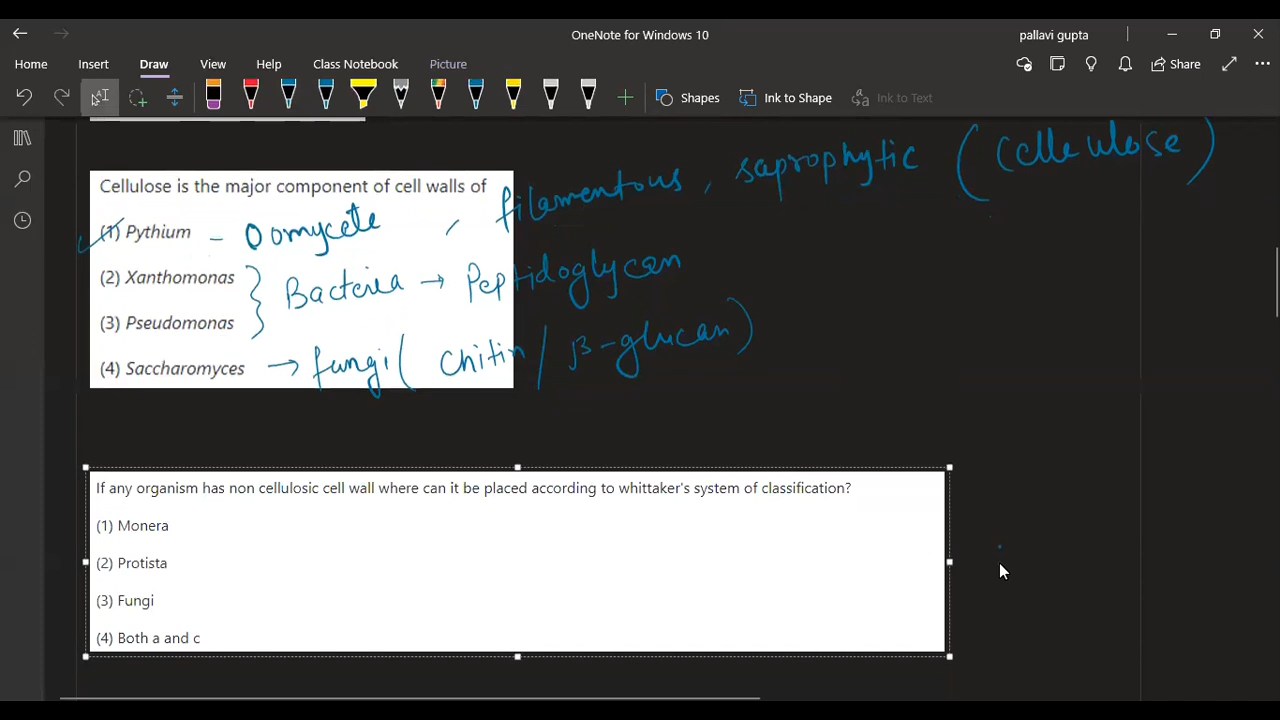 OneNote for Windows 10
pallavi gupta
Home Insert Draw View Help Class Notebook Picture
Share
Shapes Ink to Shape Ink to Text
Cellulose is the major component of cell walls of
filamentous, saprophytic (Cellulose)
(1) Pythium - Oomycete
(2) Xanthomonas
Bacteria → Peptidoglycan
(3) Pseudomonas
(4) Saccharomyces → fungi (Chitin / β-glucan)
If any organism has non cellulosic cell wall where can it be placed according to whittaker's system of classification?
(1) Monera
(2) Protista
(3) Fungi
(4) Both a and c